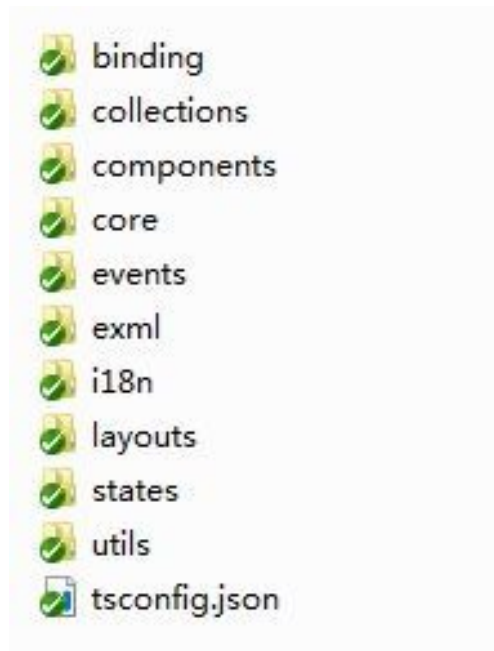 binding
collections
components
core
events
exml
i18n
layouts
states
utils
tsconfig.json